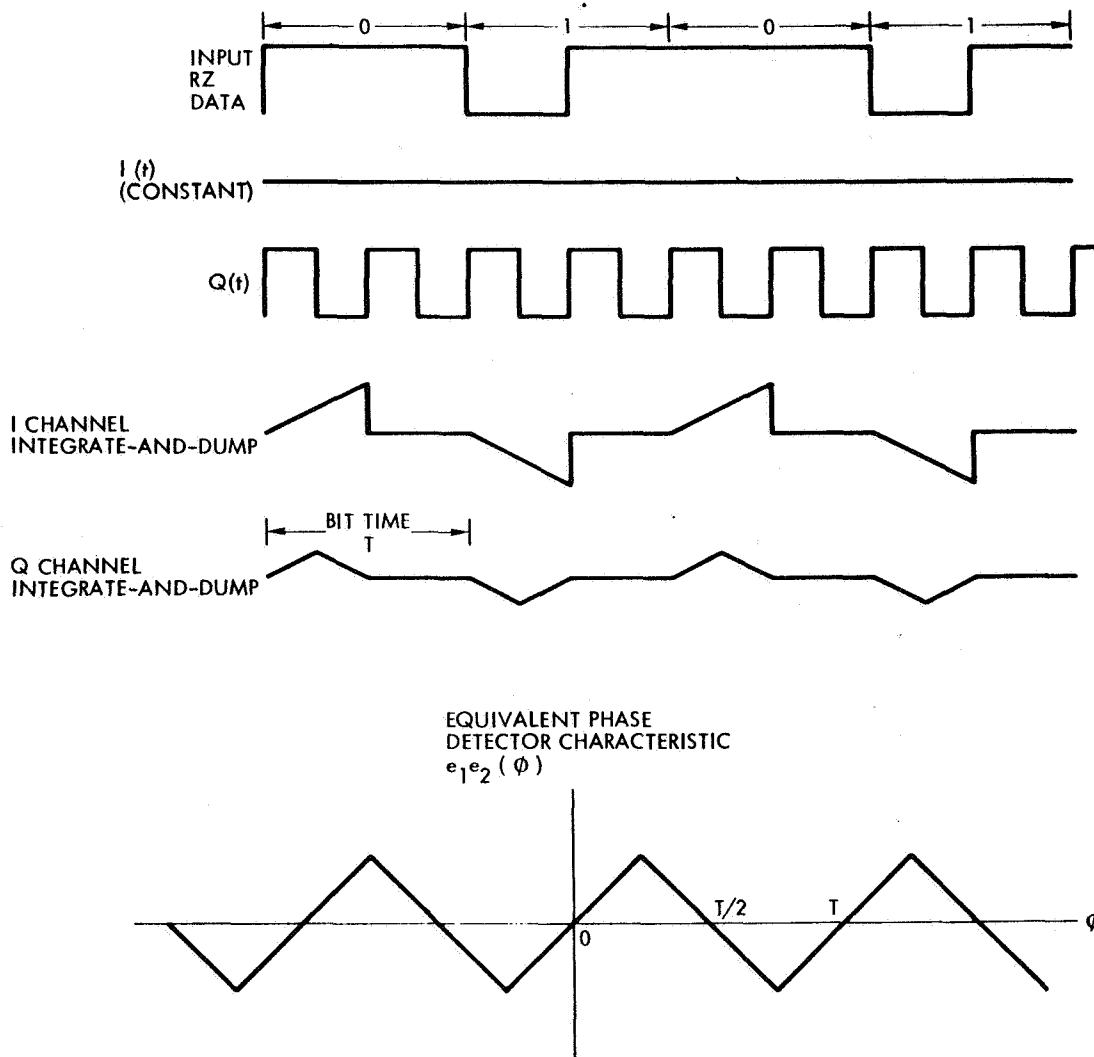 0 1 0 1
INPUT
RZ
DATA
I (t)
(CONSTANT)
Q(t)
I CHANNEL
INTEGRATE-AND-DUMP
BIT TIME
T
Q CHANNEL
INTEGRATE-AND-DUMP
EQUIVALENT PHASE
DETECTOR CHARACTERISTIC
e1e2 (ϕ)
T/2 T
0 ϕ